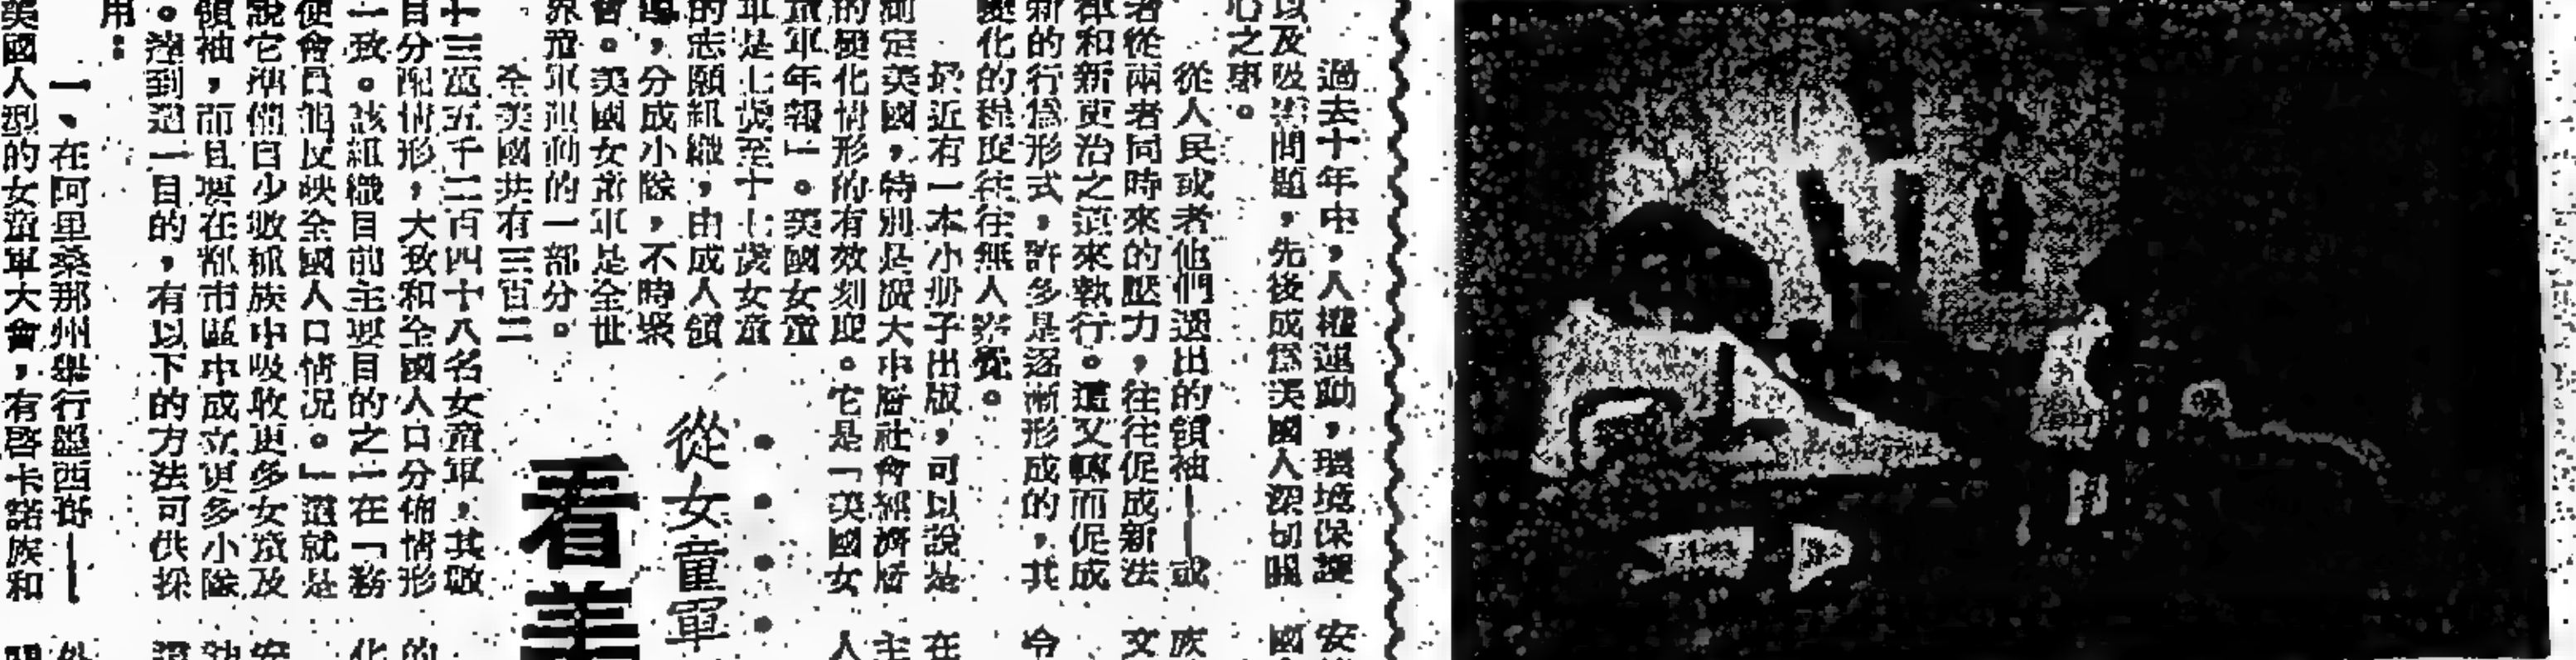 過去十年中，人權運動，環境保護
以及吸毒問題，先後成爲美國人深切關
心之事。
從人民或者他們選出的領袖——或
者從兩者同時來的壓力，往往促成新法
律和新吏治之道來執行。這又轉而促成
新的行爲形式，許多是逐漸形成的，其
變化的程度往往無人察覺。
最近有一本小册子出版，可以說是
測定美國，特別是廣大中層社會經濟層
的變化情形的有效刻度。它是「美國女
童軍年報」。美國女童
軍是七歲至十七歲女童
的志願組織，由成人領
導，分成小隊，不時聚
會。美國女童軍是全世
界童軍運動的一部分。
全美國共有三百二
十三萬五千二百四十八名女童軍，其散
目分配情形，大致和全國人口分佈情形
一致。該組織目前主要目的之一在「務
使會員能反映全國人口情况。」這就是
說它準備自少數孤族中吸收更多女童及
領袖，而且要在都市區中成立更多小隊
。達到這一目的，有以下的方法可供採
用：
一、在阿里桑那州舉行墨西哥——
美國人型的女童軍大會，有啓卡諾族和
從女童軍
看美